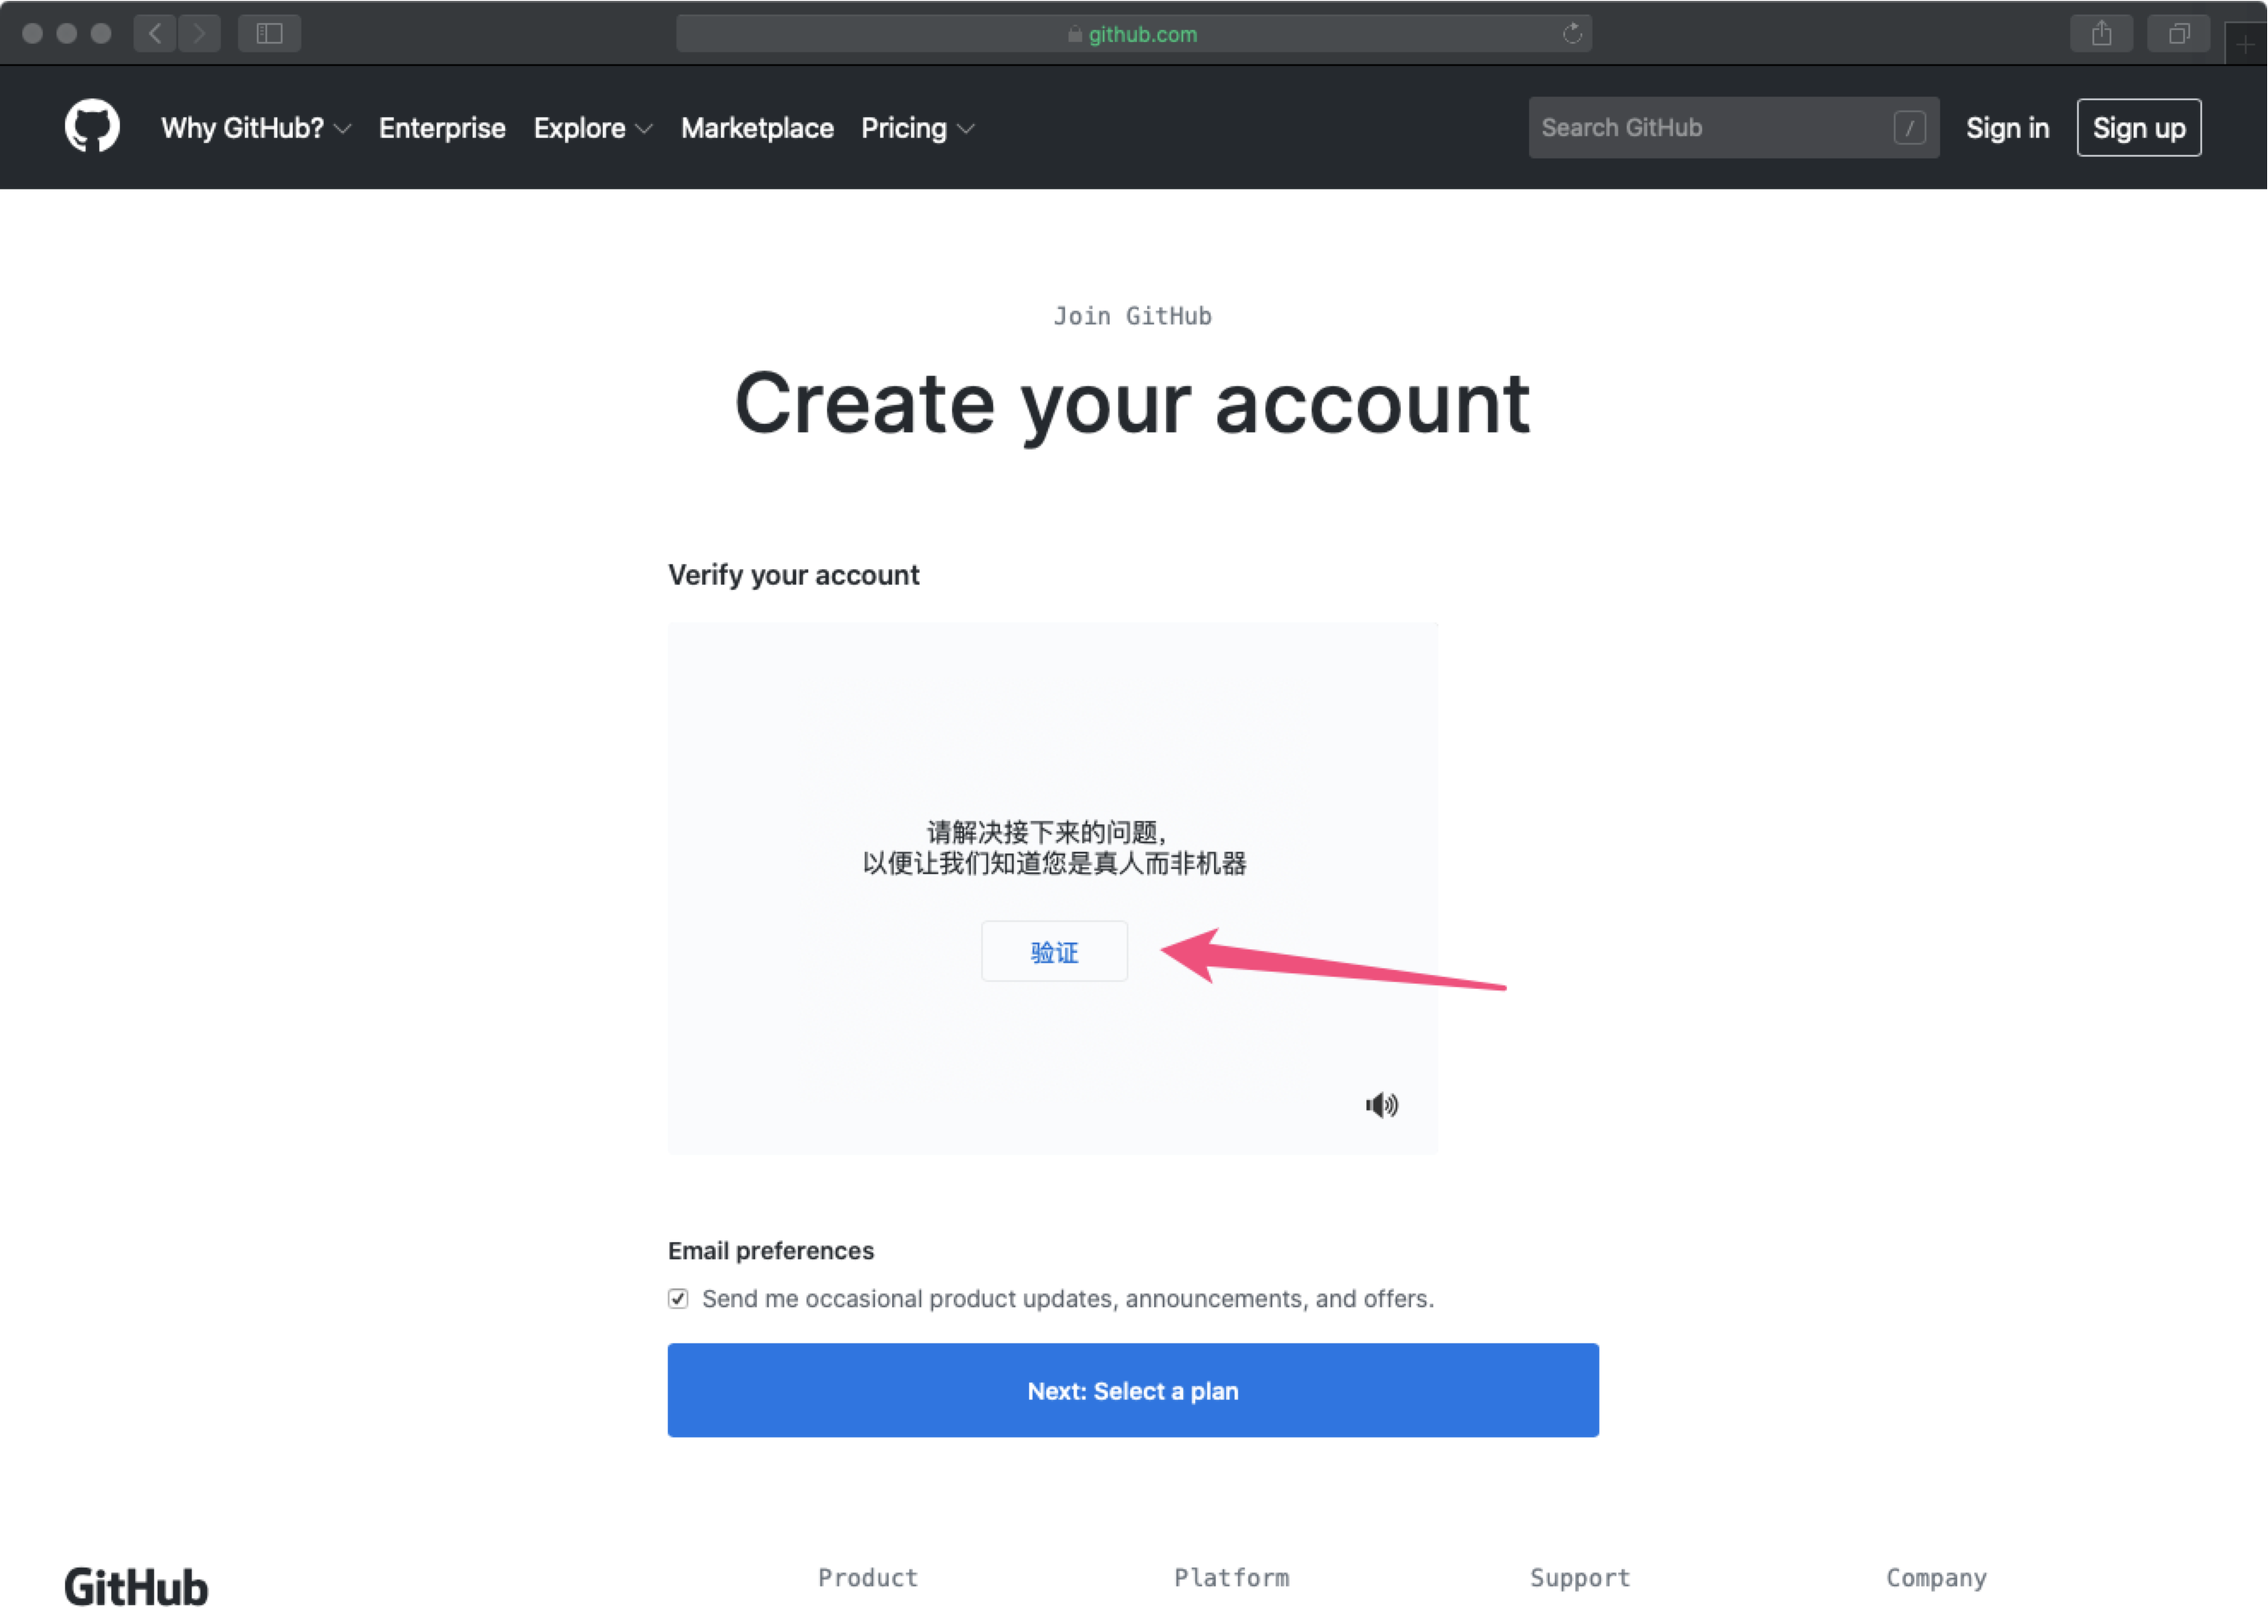 github.com
Why GitHub? Enterprise Explore Marketplace Pricing Search GitHub / Sign in Sign up
Join GitHub
Create your account
Verify your account
请解决接下来的问题，
以便让我们知道您是真人而非机器
验证
Email preferences
Send me occasional product updates, announcements, and offers.
Next: Select a plan
GitHub Product Platform Support Company